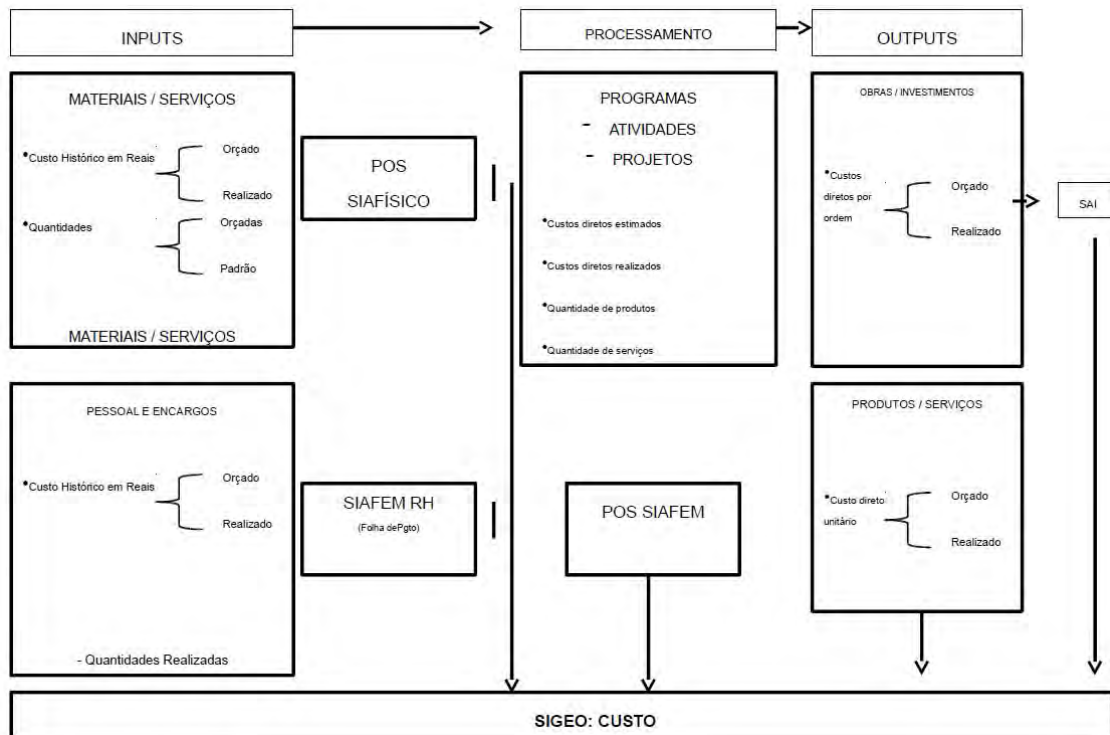 INPUTS
PROCESSAMENTO
OUTPUTS
MATERIAIS / SERVIÇOS
•Custo Histórico em Reais
Orçado
Realizado
•Quantidades
Orçadas
Padrão
MATERIAIS / SERVIÇOS
POS
SIAFÍSICO
PROGRAMAS
- ATIVIDADES
- PROJETOS
•Custos diretos estimados
•Custos diretos realizados
•Quantidade de produtos
•Quantidade de serviços
OBRAS / INVESTIMENTOS
•Custos
diretos por
ordem
Orçado
Realizado
SAI
PESSOAL E ENCARGOS
•Custo Histórico em Reais
Orçado
Realizado
- Quantidades Realizadas
SIAFEM RH
(Folha dePgto)
POS SIAFEM
PRODUTOS / SERVIÇOS
•Custo direto
unitário
Orçado
Realizado
SIGEO: CUSTO